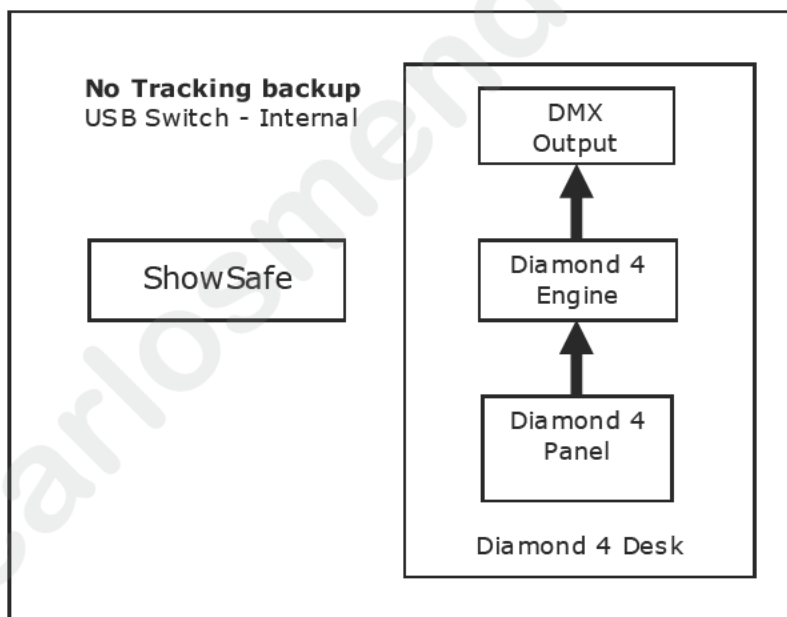 No Tracking backup
USB Switch - Internal
ShowSafe
DMX
Output
Diamond 4
Engine
Diamond 4
Panel
Diamond 4 Desk
carlosmend